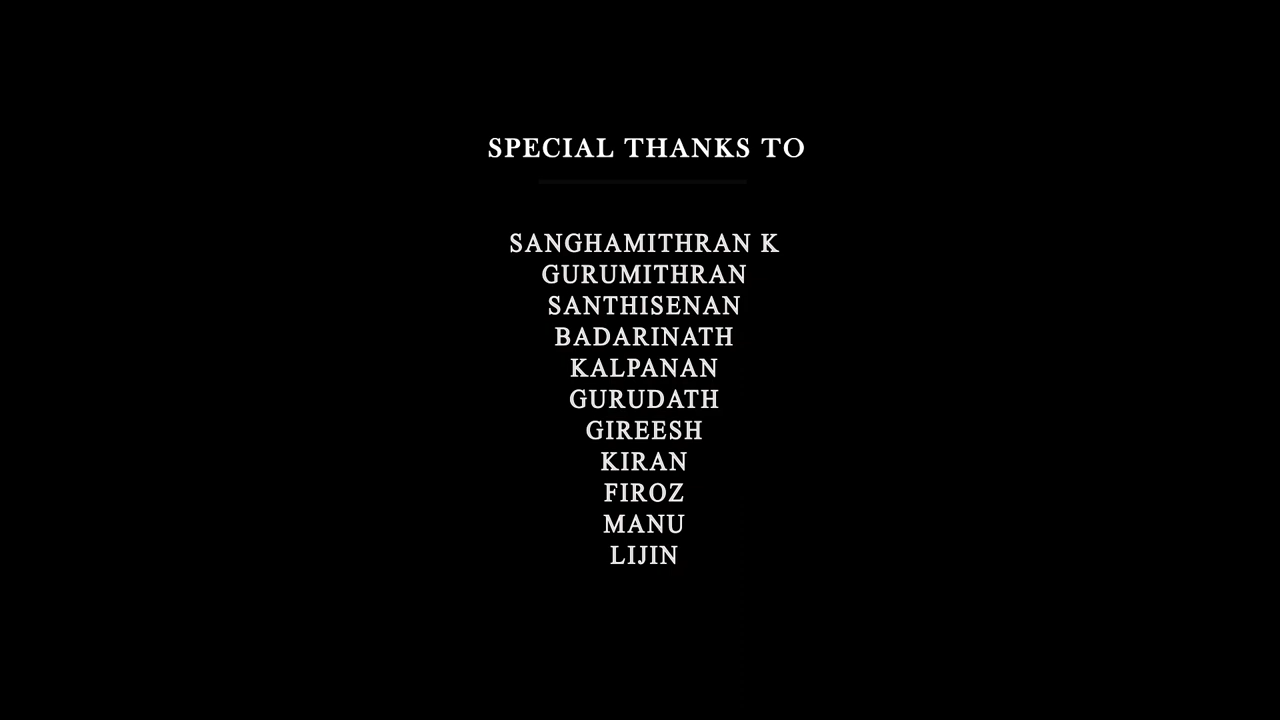 SPECIAL THANKS TO
SANGHAMITHRAN K
GURUMITHRAN
SANTHISENAN
BADARINATH
KALPANAN
GURUDATH
GIREESH
KIRAN
FIROZ
MANU
LIJIN